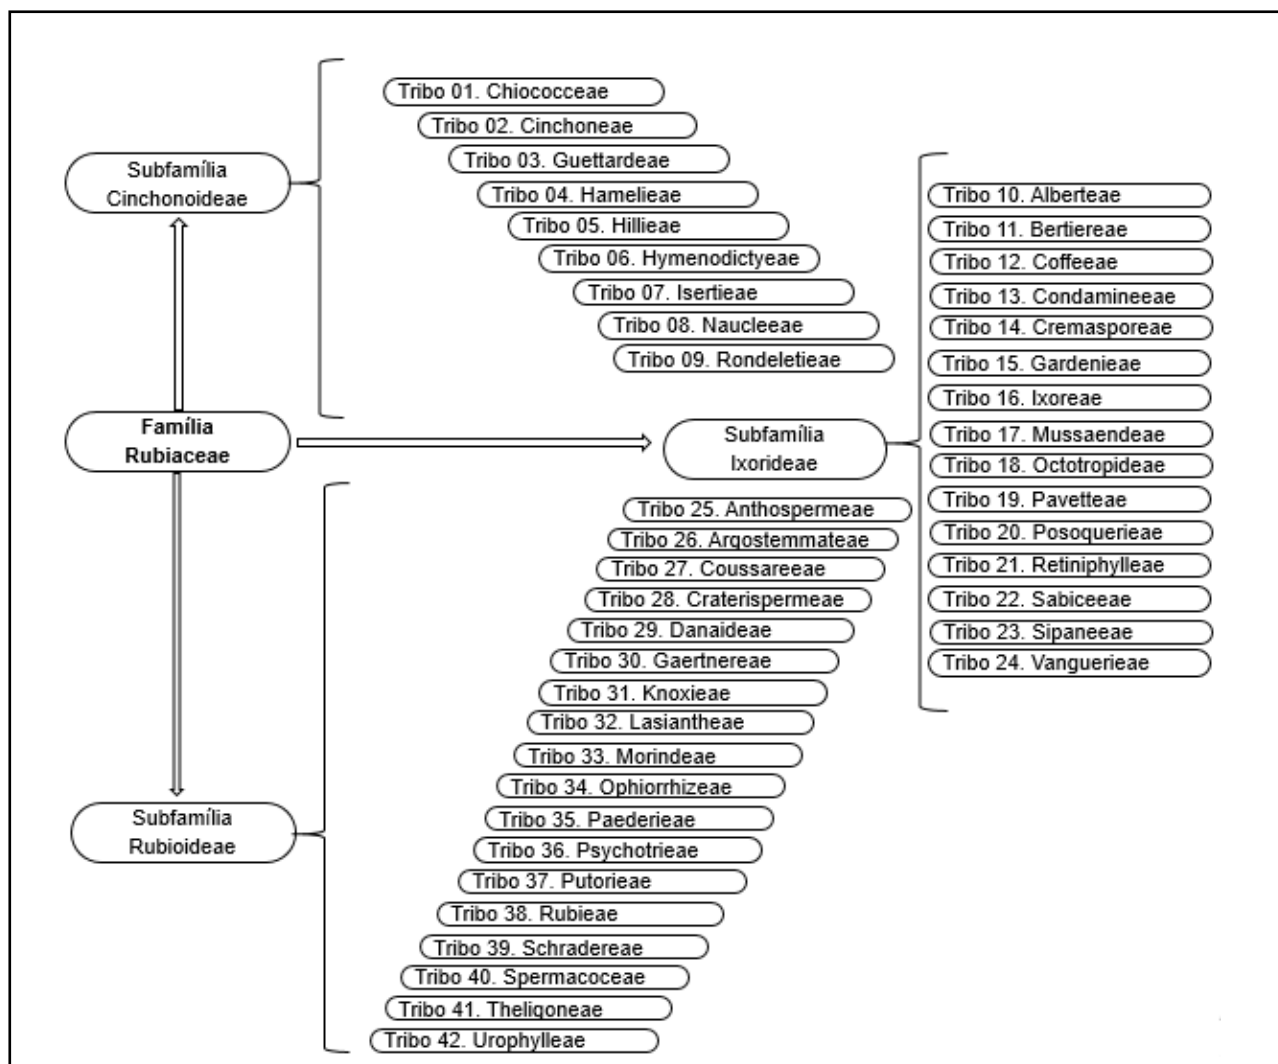 Subfamília
Cinchonoideae
Tribo 01. Chiococceae
Tribo 02. Cinchoneae
Tribo 03. Guettardeae
Tribo 04. Hamelieae
Tribo 05. Hillieae
Tribo 06. Hymenodictyeae
Tribo 07. Isertieae
Tribo 08. Naucleeae
Tribo 09. Rondeletieae
Família
Rubiaceae
Subfamília
Ixorideae
Tribo 10. Alberteae
Tribo 11. Bertiereae
Tribo 12. Coffeeae
Tribo 13. Condamineeae
Tribo 14. Cremasporeae
Tribo 15. Gardenieae
Tribo 16. Ixoreae
Tribo 17. Mussaendeae
Tribo 18. Octotropideae
Tribo 19. Pavetteae
Tribo 20. Posoquerieae
Tribo 21. Retiniphylleae
Tribo 22. Sabiceeae
Tribo 23. Sipaneeae
Tribo 24. Vanguerieae
Subfamília
Rubioideae
Tribo 25. Anthospermeae
Tribo 26. Argostemmateae
Tribo 27. Coussareeae
Tribo 28. Craterispermeae
Tribo 29. Danaideae
Tribo 30. Gaertnereae
Tribo 31. Knoxieae
Tribo 32. Lasiantheae
Tribo 33. Morindeae
Tribo 34. Ophiorrhizeae
Tribo 35. Paederieae
Tribo 36. Psychotrieae
Tribo 37. Putorieae
Tribo 38. Rubieae
Tribo 39. Schradereae
Tribo 40. Spermacoceae
Tribo 41. Theligoneae
Tribo 42. Urophylleae